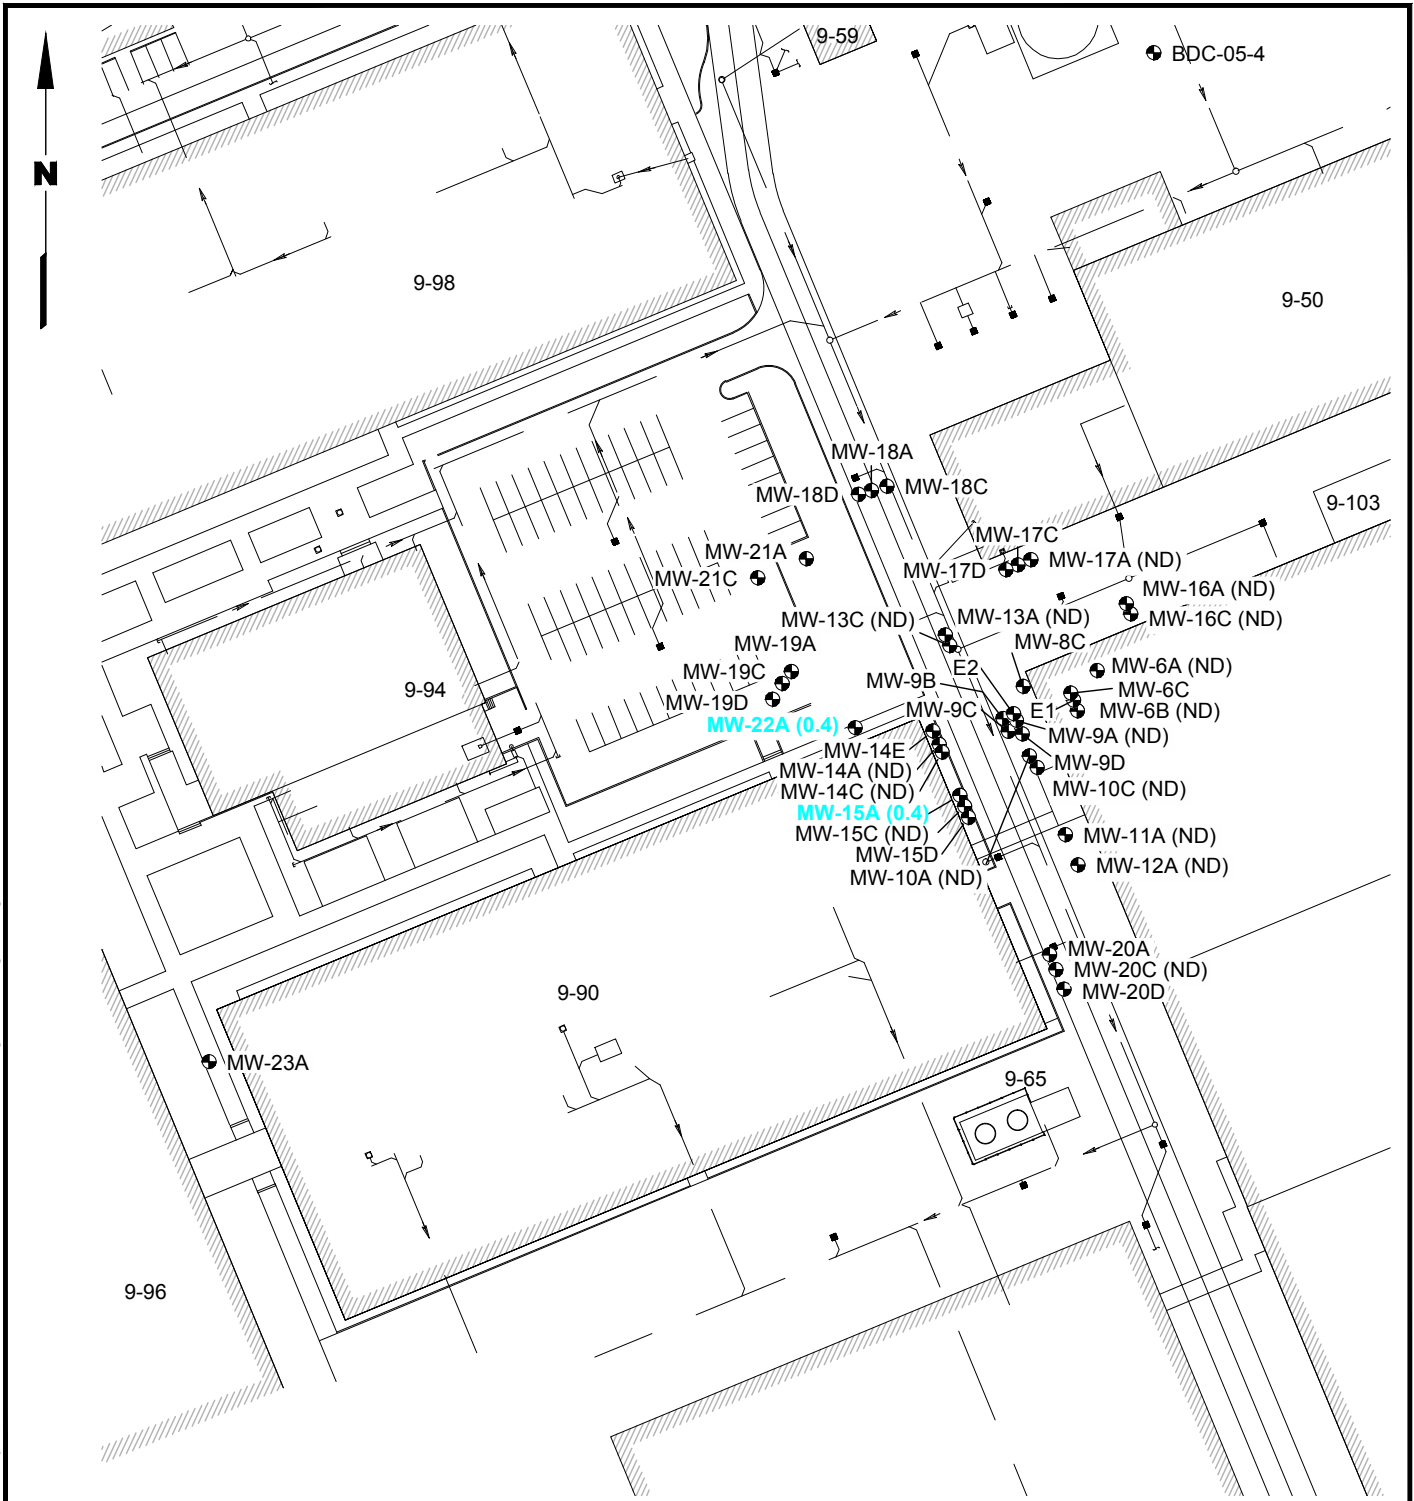 9-59
BDC-05-4
N
9-98
9-50
MW-18A
MW-18D
MW-18C
9-103
MW-17C
MW-21A
MW-17A (ND)
MW-17D
MW-21C
MW-16A (ND)
MW-13A (ND)
MW-13C (ND)
MW-16C (ND)
MW-19A
MW-8C
MW-6A (ND)
E2
MW-19C
MW-9B
MW-6C
9-94
MW-19D
MW-9C
E1
MW-6B (ND)
MW-22A (0.4)
MW-9A (ND)
MW-14E
MW-9D
MW-14A (ND)
MW-10C (ND)
MW-14C (ND)
MW-15A (0.4)
MW-15C (ND)
MW-11A (ND)
MW-15D
MW-12A (ND)
MW-10A (ND)
MW-20A
MW-20C (ND)
9-90
MW-20D
MW-23A
9-65
9-96